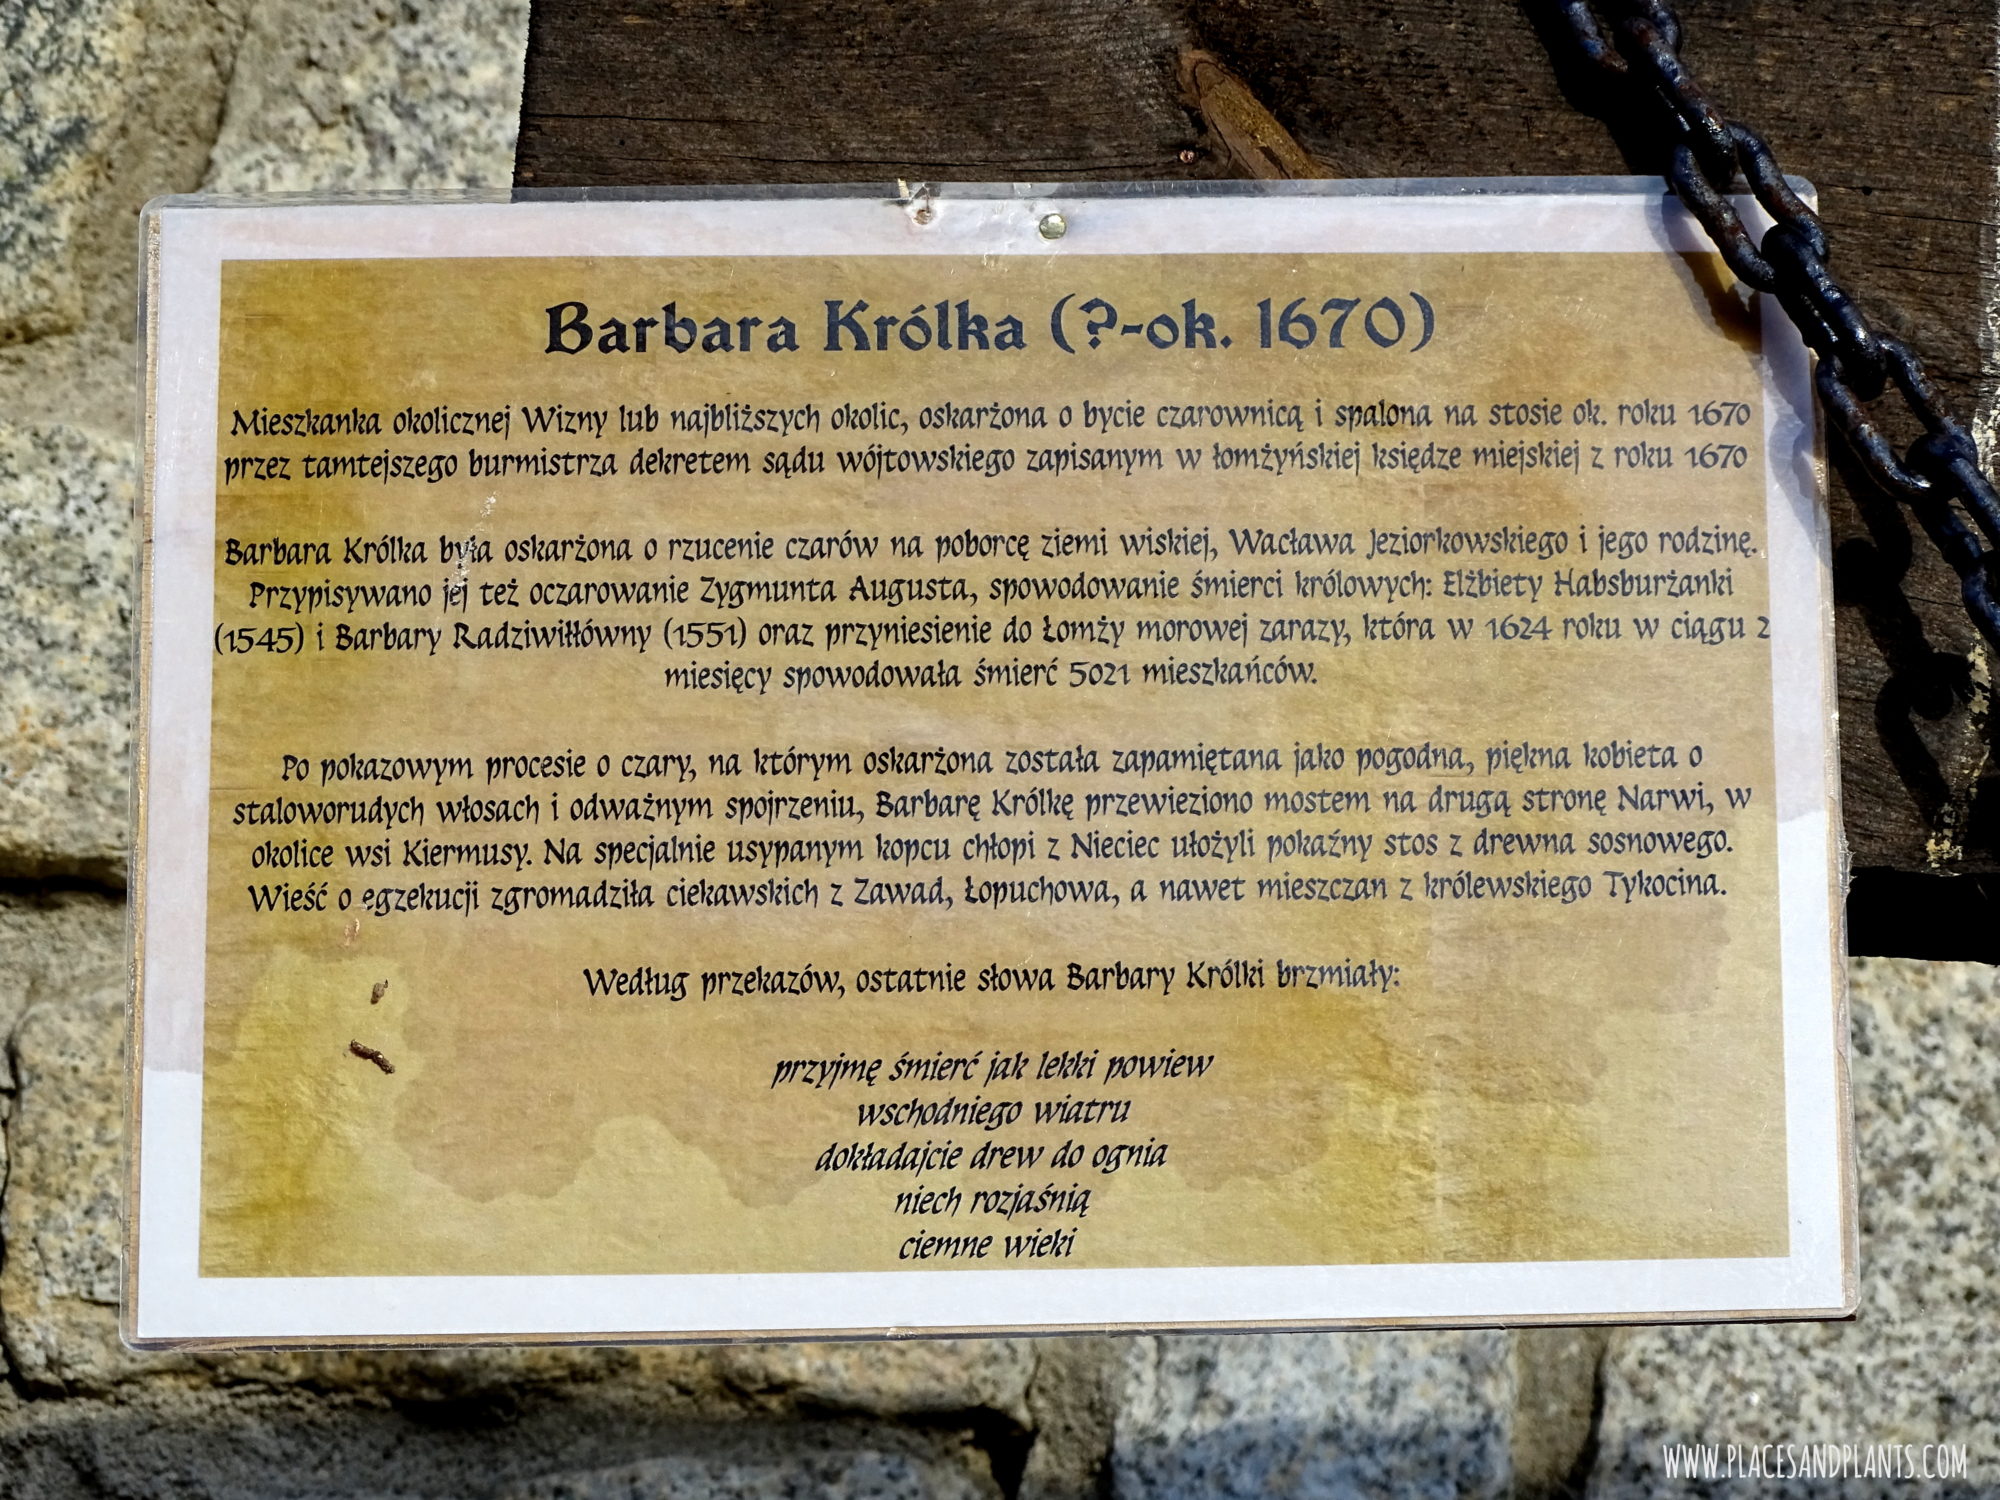 Barbara Królka (?-ok. 1670)
Mieszkanka okolicznej Wizny lub najbliższych okolic, oskarżona o bycie czarownicą i spalona na stosie ok. roku 1670
przez tamtejszego burmistrza dekretem sądu wójtowskiego zapisanym w łomżyńskiej księdze miejskiej z roku 1670
Barbara Królka była oskarżona o rzucenie czarów na poborcę ziemi wiskiej, Wacława Jeziorkowskiego i jego rodzinę.
Przypisywano jej też oczarowanie Zygmunta Augusta, spowodowanie śmierci królowych: Elżbiety Habsburżanki
(1545) i Barbary Radziwiłłówny (1551) oraz przyniesienie do Łomży morowej zarazy, która w 1624 roku w ciągu 2
miesięcy spowodowała śmierć 5021 mieszkańców.
Po pokazowym procesie o czary, na którym oskarżona została zapamiętana jako pogodna, piękna kobieta o
staloworudych włosach i odważnym spojrzeniu, Barbarę Królkę przewieziono mostem na drugą stronę Narwi, w
okolice wsi Kiermusy. Na specjalnie usypanym kopcu chłopi z Nieciec ułożyli pokaźny stos z drewna sosnowego.
Wieść o egzekucji zgromadziła ciekawskich z Zawad, Łopuchowa, a nawet mieszczan z królewskiego Tykocina.
Według przekazów, ostatnie słowa Barbary Królki brzmiały:
przyjmę śmierć jak lekki powiew
wschodniego wiatru
dokładajcie drew do ognia
niech rozjaśnią
ciemne wieki
WWW.PLACESANDPLANTS.COM